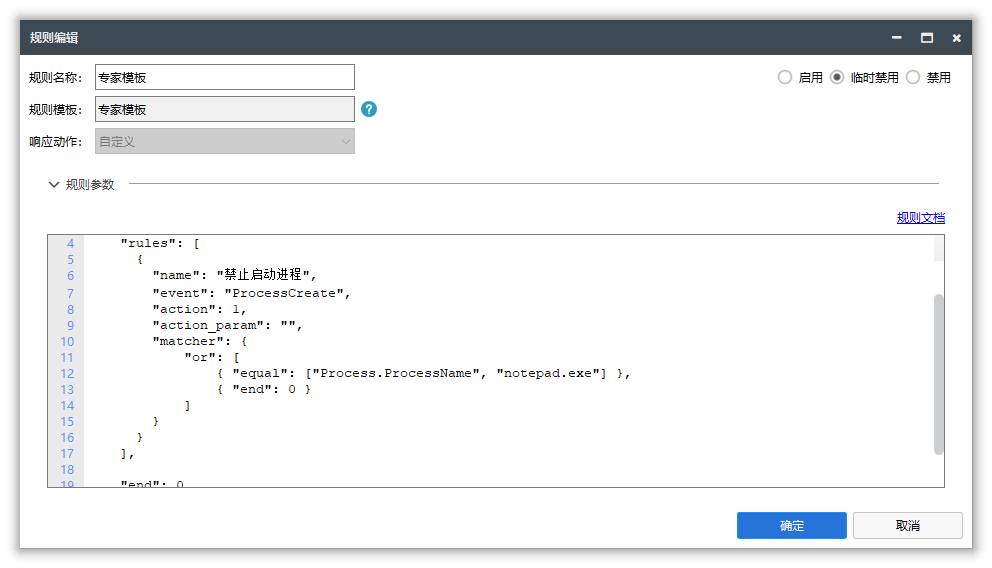 规则编辑
规则名称： 专家模板 启用 临时禁用 禁用
规则模板： 专家模板 ?
响应动作： 自定义
规则参数
规则文档
4 "rules": [
5 {
6 "name": "禁止启动进程",
7 "event": "ProcessCreate",
8 "action": 1,
9 "action_param": "",
10 "matcher": {
11 "or": [
12 { "equal": ["Process.ProcessName", "notepad.exe"] },
13 { "end": 0 }
14 ]
15 }
16 }
17 ],
18
19 "end": 0
确定 取消